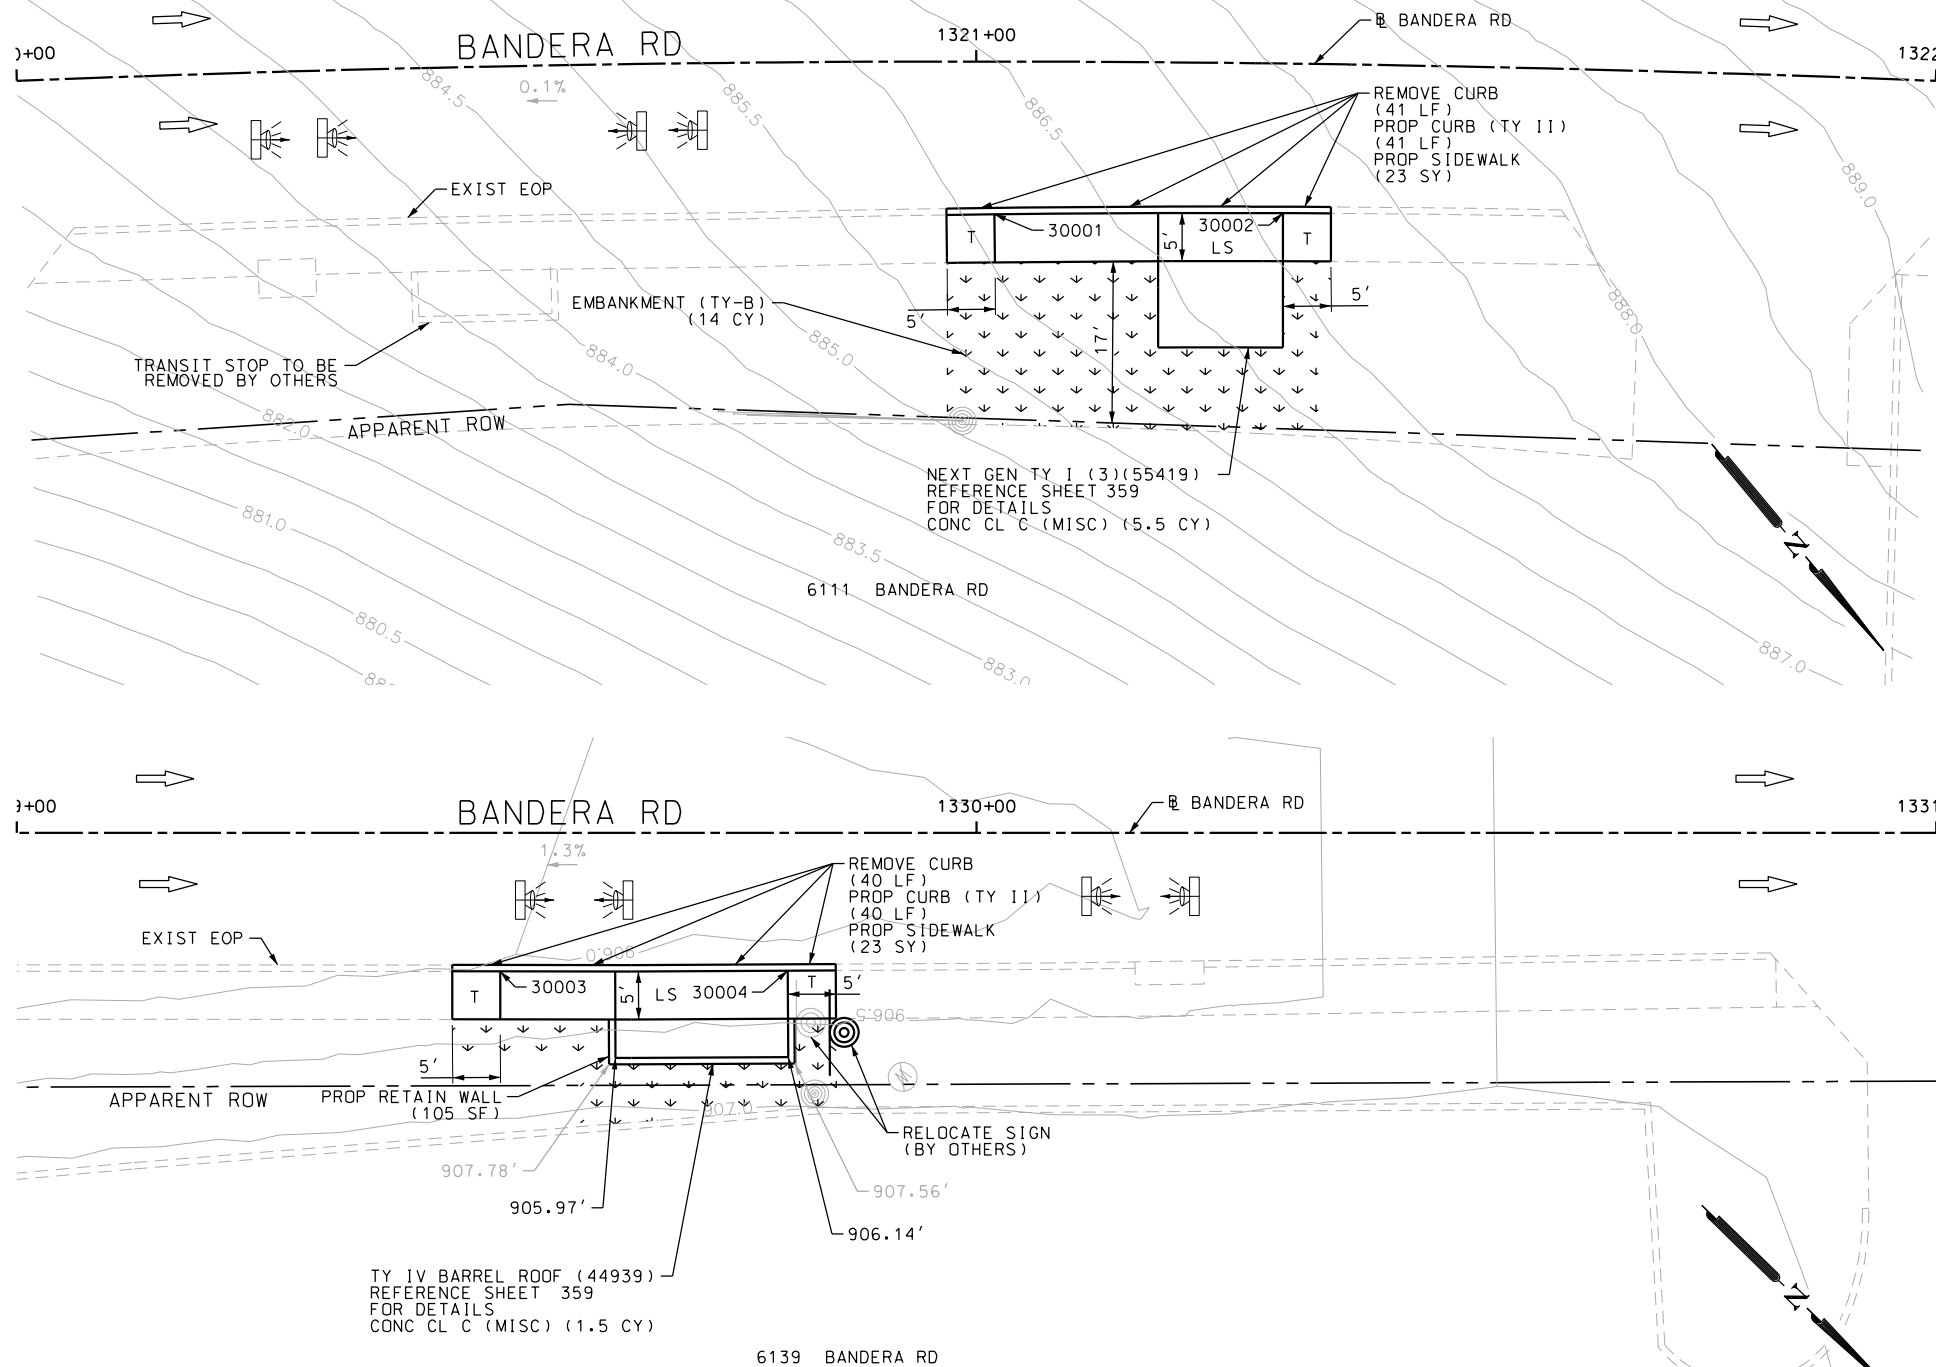 BANDERA RD
1321+00
℄ BANDERA RD
)+00
1322
884.5
0.1%
885.5
886.5
REMOVE CURB
(41 LF)
PROP CURB (TY II)
(41 LF)
PROP SIDEWALK
(23 SY)
889.0
EXIST EOP
T
30001
5'
30002
LS
T
EMBANKMENT (TY-B)
(14 CY)
5'
17'
5'
888.0
TRANSIT STOP TO BE
REMOVED BY OTHERS
884.0
885.0
882.0
APPARENT ROW
NEXT GEN TY I (3)(55419)
REFERENCE SHEET 359
FOR DETAILS
CONC CL C (MISC) (5.5 CY)
881.0
883.5
N
6111 BANDERA RD
880.5
883.0
887.0
BANDERA RD
1330+00
BANDERA RD
9+00
1331
1.3%
REMOVE CURB
(40 LF)
PROP CURB (TY II)
(40 LF)
PROP SIDEWALK
(23 SY)
EXIST EOP
906.0
T
30003
5'
LS
30004
T
5'
906.5
5'
APPARENT ROW
PROP RETAIN WALL
(105 SF)
907.0
M
RELOCATE SIGN
(BY OTHERS)
907.78'
907.56'
905.97'
906.14'
TY IV BARREL ROOF (44939)
REFERENCE SHEET 359
FOR DETAILS
CONC CL C (MISC) (1.5 CY)
N
6139 BANDERA RD